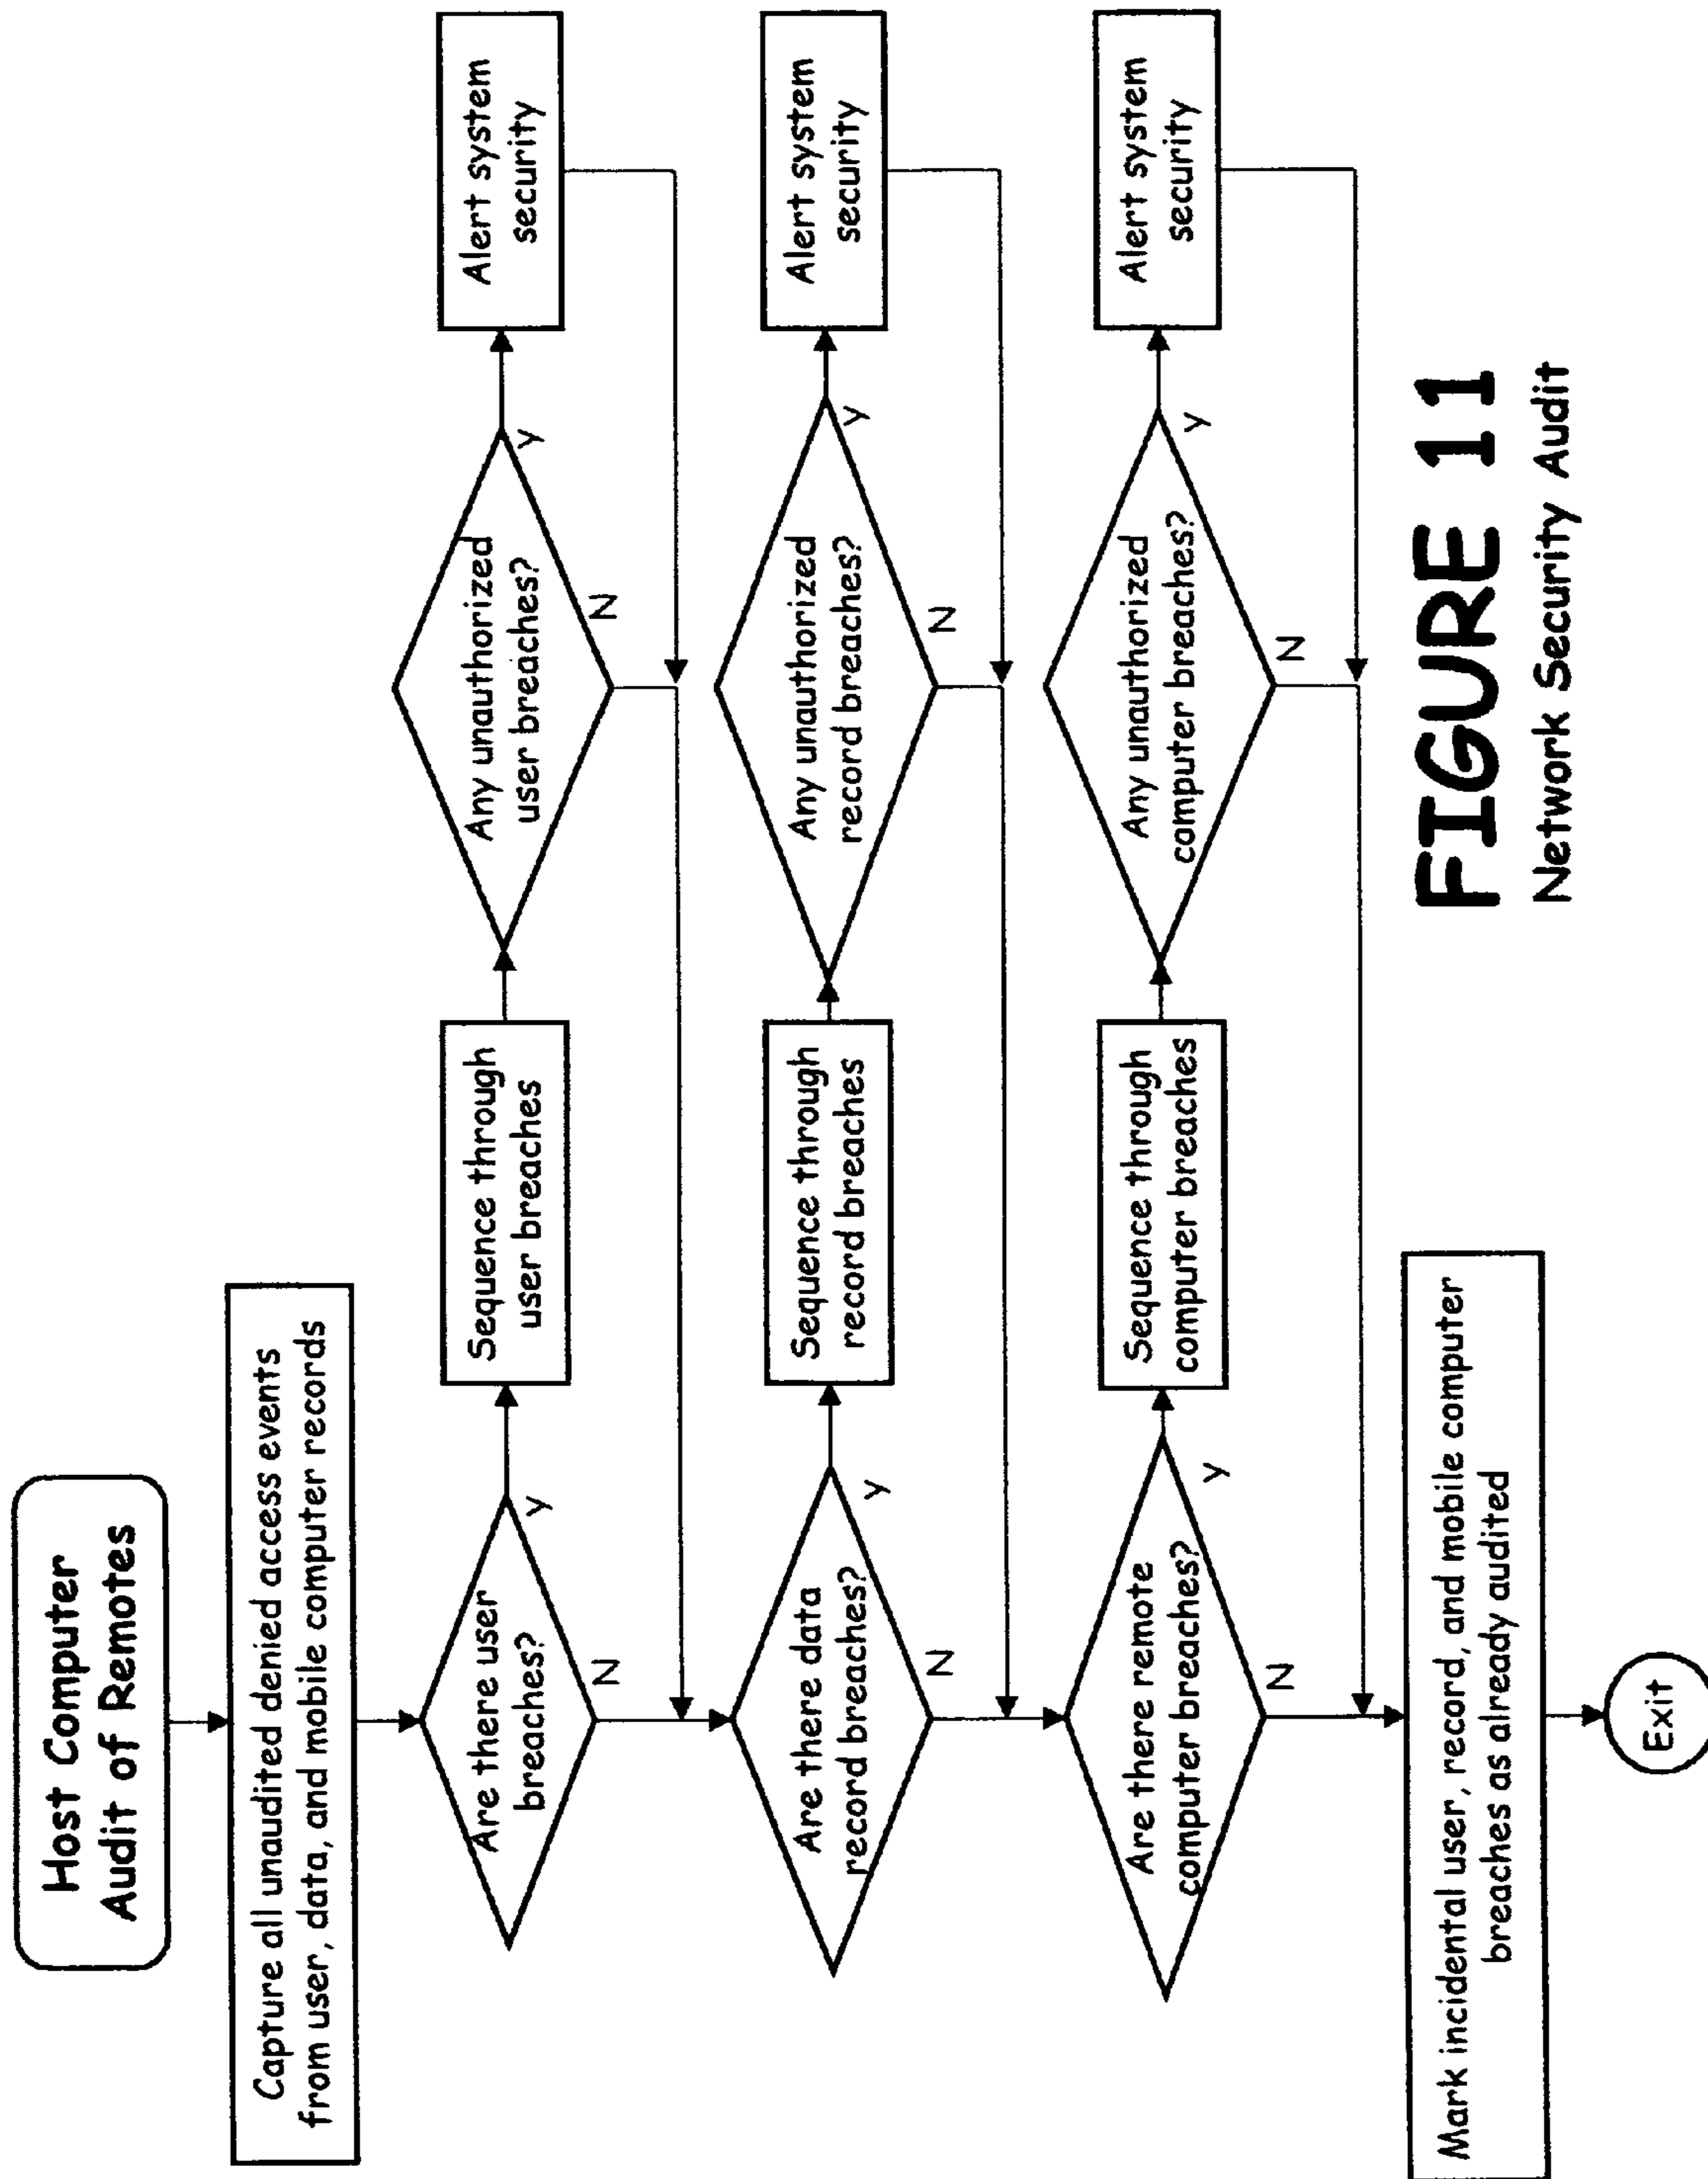 Host Computer
Audit of Remotes
Capture all unaudited denied access events
from user, data, and mobile computer records
Are there user
breaches?
Y
N
Sequence through
user breaches
Any unauthorized
user breaches?
Y
N
Alert system
security
Are there data
record breaches?
Y
N
Sequence through
record breaches
Any unauthorized
record breaches?
Y
N
Alert system
security
Are there remote
computer breaches?
Y
N
Sequence through
computer breaches
Any unauthorized
computer breaches?
Y
N
Alert system
security
Mark incidental user, record, and mobile computer
breaches as already audited
Exit
FIGURE 11
Network Security Audit